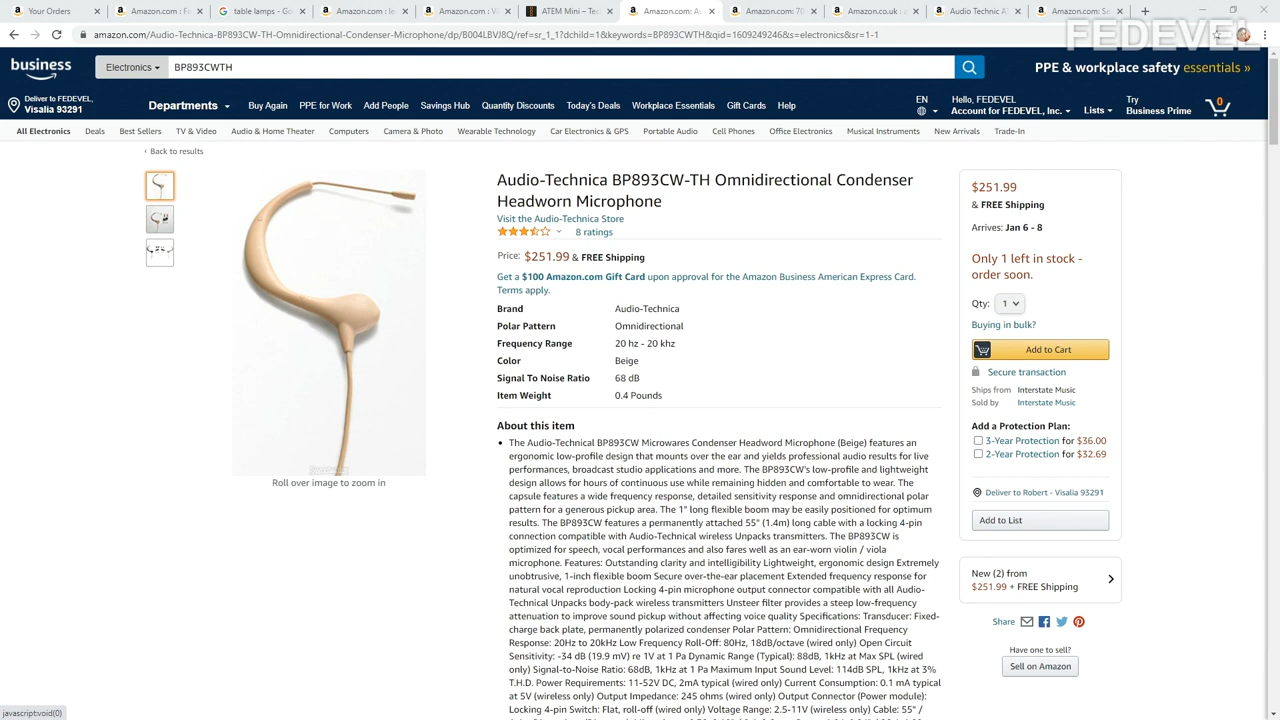 Your Orders
Amazon.com : F
table lamps - Go
Amazon.com : le
Amazon.com : V
ATEM Mini – Tec
Amazon.com: Au
Amazon.com: 70
Amazon.co.uk : a
Audio Technic A
Amazon.com : Se
amazon.com/Audio-Technica-BP893CW-TH-Omnidirectional-Condenser-Microphone/dp/B004LBVJ8Q/ref=sr_1_1?dchild=1&keywords=BP893CWTH&qid=1609249246&s=electronics&sr=1-1
FEDEVEL
business
Electronics
BP893CWTH
PPE & workplace safety essentials »
Deliver to FEDEVEL,
Visalia 93291
Departments
Buy Again
PPE for Work
Add People
Savings Hub
Quantity Discounts
Today's Deals
Workplace Essentials
Gift Cards
Help
EN
Hello, FEDEVEL
Account for FEDEVEL, Inc.
Lists
Try
Business Prime
0
All Electronics
Deals
Best Sellers
TV & Video
Audio & Home Theater
Computers
Camera & Photo
Wearable Technology
Car Electronics & GPS
Portable Audio
Cell Phones
Office Electronics
Musical Instruments
New Arrivals
Trade-In
‹ Back to results
Roll over image to zoom in
Audio-Technica BP893CW-TH Omnidirectional Condenser
Headworn Microphone
Visit the Audio-Technica Store
8 ratings
Price: $251.99 & FREE Shipping
Get a $100 Amazon.com Gift Card upon approval for the Amazon Business American Express Card.
Terms apply.
Brand Audio-Technica
Polar Pattern Omnidirectional
Frequency Range 20 hz - 20 khz
Color Beige
Signal To Noise Ratio 68 dB
Item Weight 0.4 Pounds
About this item
• The Audio-Technical BP893CW Microwares Condenser Headword Microphone (Beige) features an
ergonomic low-profile design that mounts over the ear and yields professional audio results for live
performances, broadcast studio applications and more. The BP893CW's low-profile and lightweight
design allows for hours of continuous use while remaining hidden and comfortable to wear. The
capsule features a wide frequency response, detailed sensitivity response and omnidirectional polar
pattern for a generous pickup area. The 1" long flexible boom may be easily positioned for optimum
results. The BP893CW features a permanently attached 55" (1.4m) long cable with a locking 4-pin
connection compatible with Audio-Technical wireless Unpacks transmitters. The BP893CW is
optimized for speech, vocal performances and also fares well as an ear-worn violin / viola
microphone. Features: Outstanding clarity and intelligibility Lightweight, ergonomic design Extremely
unobtrusive, 1-inch flexible boom Secure over-the-ear placement Extended frequency response for
natural vocal reproduction Locking 4-pin microphone output connector compatible with all Audio-
Technical Unpacks body-pack wireless transmitters Unsteer filter provides a steep low-frequency
attenuation to improve sound pickup without affecting voice quality Specifications: Transducer: Fixed-
charge back plate, permanently polarized condenser Polar Pattern: Omnidirectional Frequency
Response: 20Hz to 20kHz Low Frequency Roll-Off: 80Hz, 18dB/octave (wired only) Open Circuit
Sensitivity: -34 dB (19.9 mV) re 1V at 1 Pa Dynamic Range (Typical): 88dB, 1kHz at Max SPL (wired
only) Signal-to-Noise Ratio: 68dB, 1kHz at 1 Pa Maximum Input Sound Level: 114dB SPL, 1kHz at 3%
T.H.D. Power Requirements: 11-52V DC, 2mA typical (wired only) Current Consumption: 0.1 mA typical
at 5V (wireless only) Output Impedance: 245 ohms (wired only) Output Connector (Power module):
Locking 4-pin Switch: Flat, roll-off (wired only) Voltage Range: 2.5-11V (wireless only) Cable: 55" /
$251.99
& FREE Shipping
Arrives: Jan 6 - 8
Only 1 left in stock -
order soon.
Qty: 1
Buying in bulk?
Add to Cart
Secure transaction
Ships from Interstate Music
Sold by Interstate Music
Add a Protection Plan:
3-Year Protection for $36.00
2-Year Protection for $32.69
Deliver to Robert - Visalia 93291
Add to List
New (2) from
$251.99 + FREE Shipping
Share
Have one to sell?
Sell on Amazon
javascript:void(0)